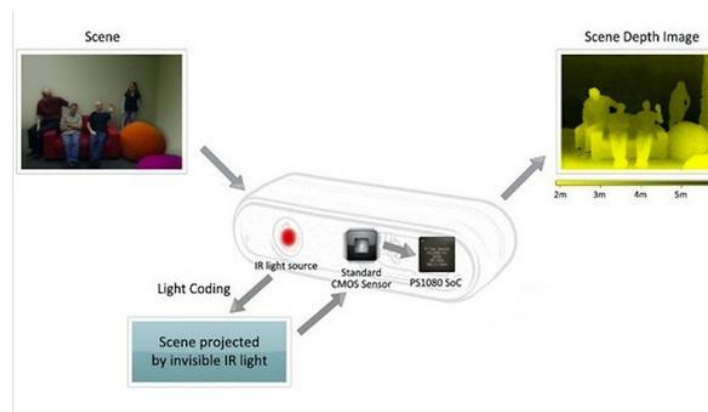 Scene
Scene Depth Image
2m 3m 4m 5m
IR light source
Standard
CMOS Sensor
PS1080 SoC
Light Coding
Scene projected
by invisible IR light